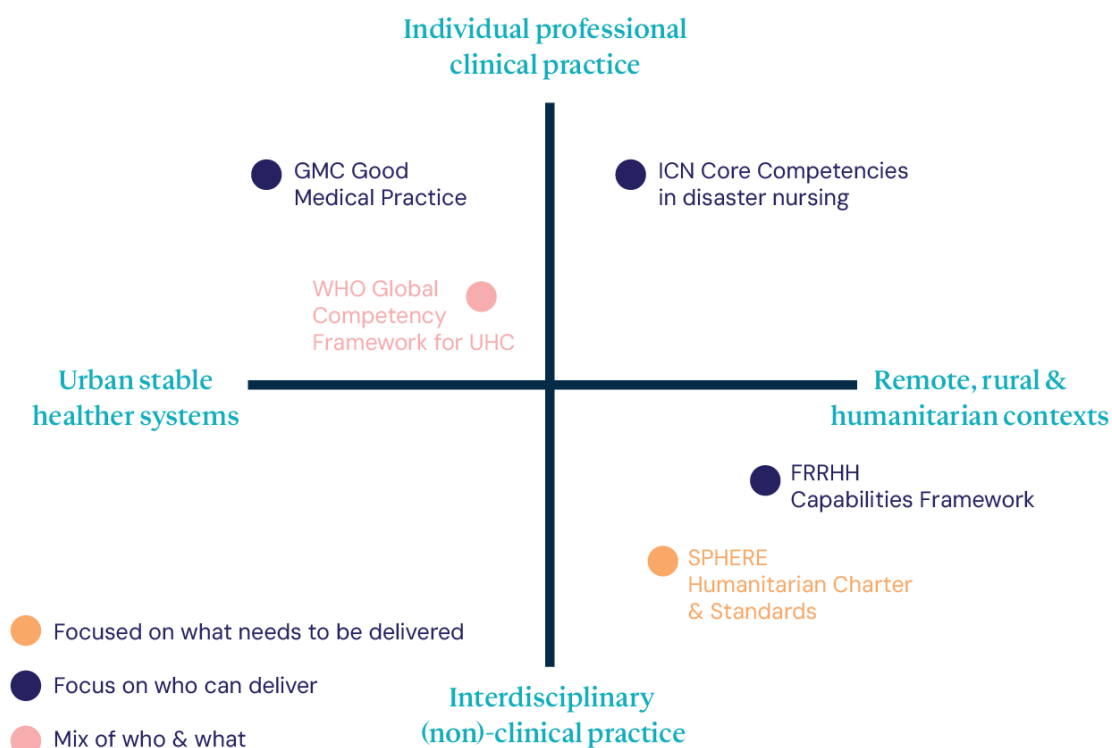 Individual professional
clinical practice
GMC Good
Medical Practice
ICN Core Competencies
in disaster nursing
WHO Global
Competency
Framework for UHC
Urban stable
healther systems
Remote, rural &
humanitarian contexts
FRRHH
Capabilities Framework
SPHERE
Humanitarian Charter
& Standards
Focused on what needs to be delivered
Focus on who can deliver
Mix of who & what
Interdisciplinary
(non)-clinical practice